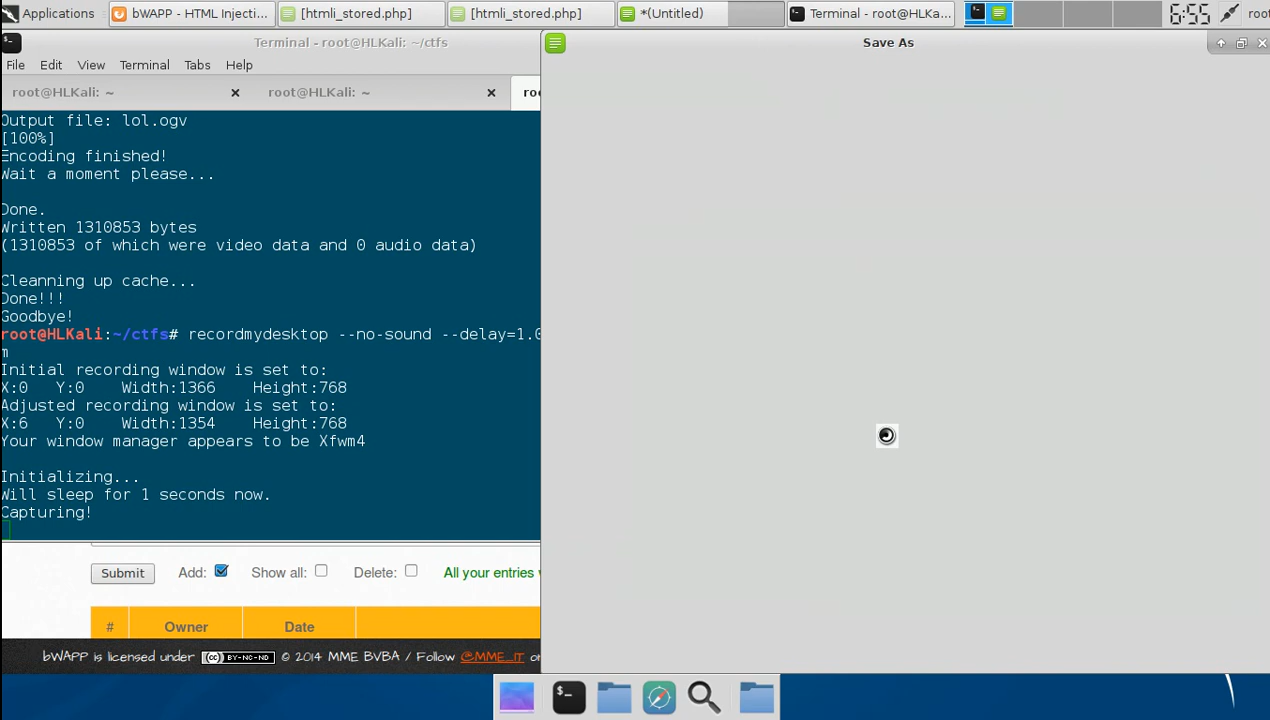 Applications
bWAPP - HTML Injecti...
[htmli_stored.php]
[htmli_stored.php]
*(Untitled)
Terminal - root@HLKa...
6:55
root
Terminal - root@HLKali: ~/ctfs
Save As
File Edit View Terminal Tabs Help
root@HLKali: ~
root@HLKali: ~
roo
Output file: lol.ogv
[100%]
Encoding finished!
Wait a moment please...
Done.
Written 1310853 bytes
(1310853 of which were video data and 0 audio data)
Cleanning up cache...
Done!!!
Goodbye!
root@HLKali:~/ctfs# recordmydesktop --no-sound --delay=1.0
m
Initial recording window is set to:
X:0 Y:0 Width:1366 Height:768
Adjusted recording window is set to:
X:6 Y:0 Width:1354 Height:768
Your window manager appears to be Xfwm4
Initializing...
Will sleep for 1 seconds now.
Capturing!
Submit Add: Show all: Delete: All your entries
# Owner Date
bWAPP is licensed under CC BY-NC-ND © 2014 MME BVBA / Follow @MME_IT on